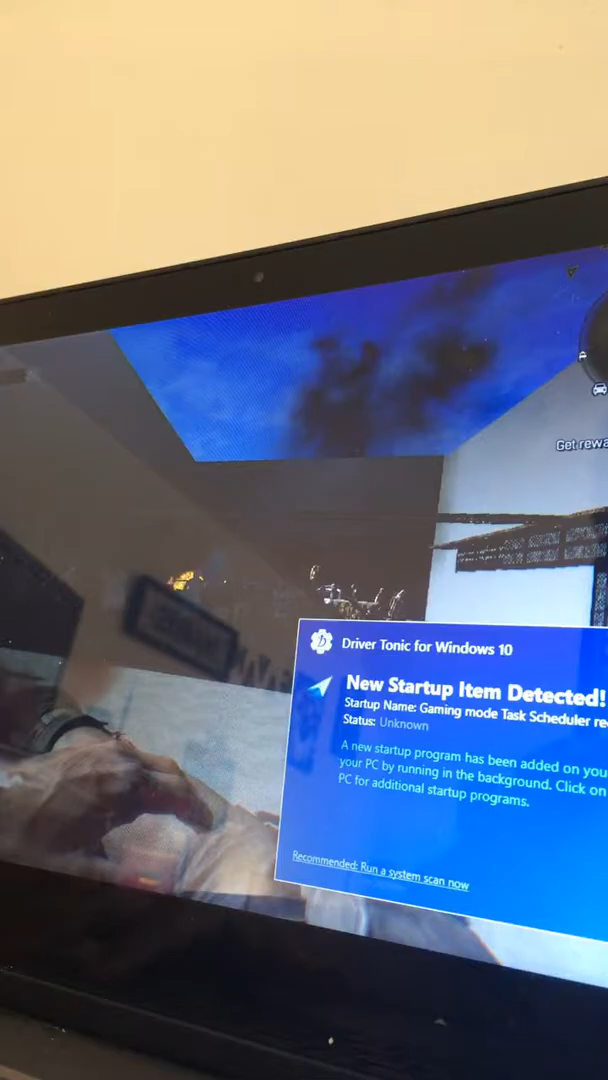 Get rewa
Driver Tonic for Windows 10
New Startup Item Detected!
Startup Name: Gaming mode Task Scheduler re
Status: Unknown
A new startup program has been added on you
your PC by running in the background. Click on
PC for additional startup programs.
Recommended: Run a system scan now